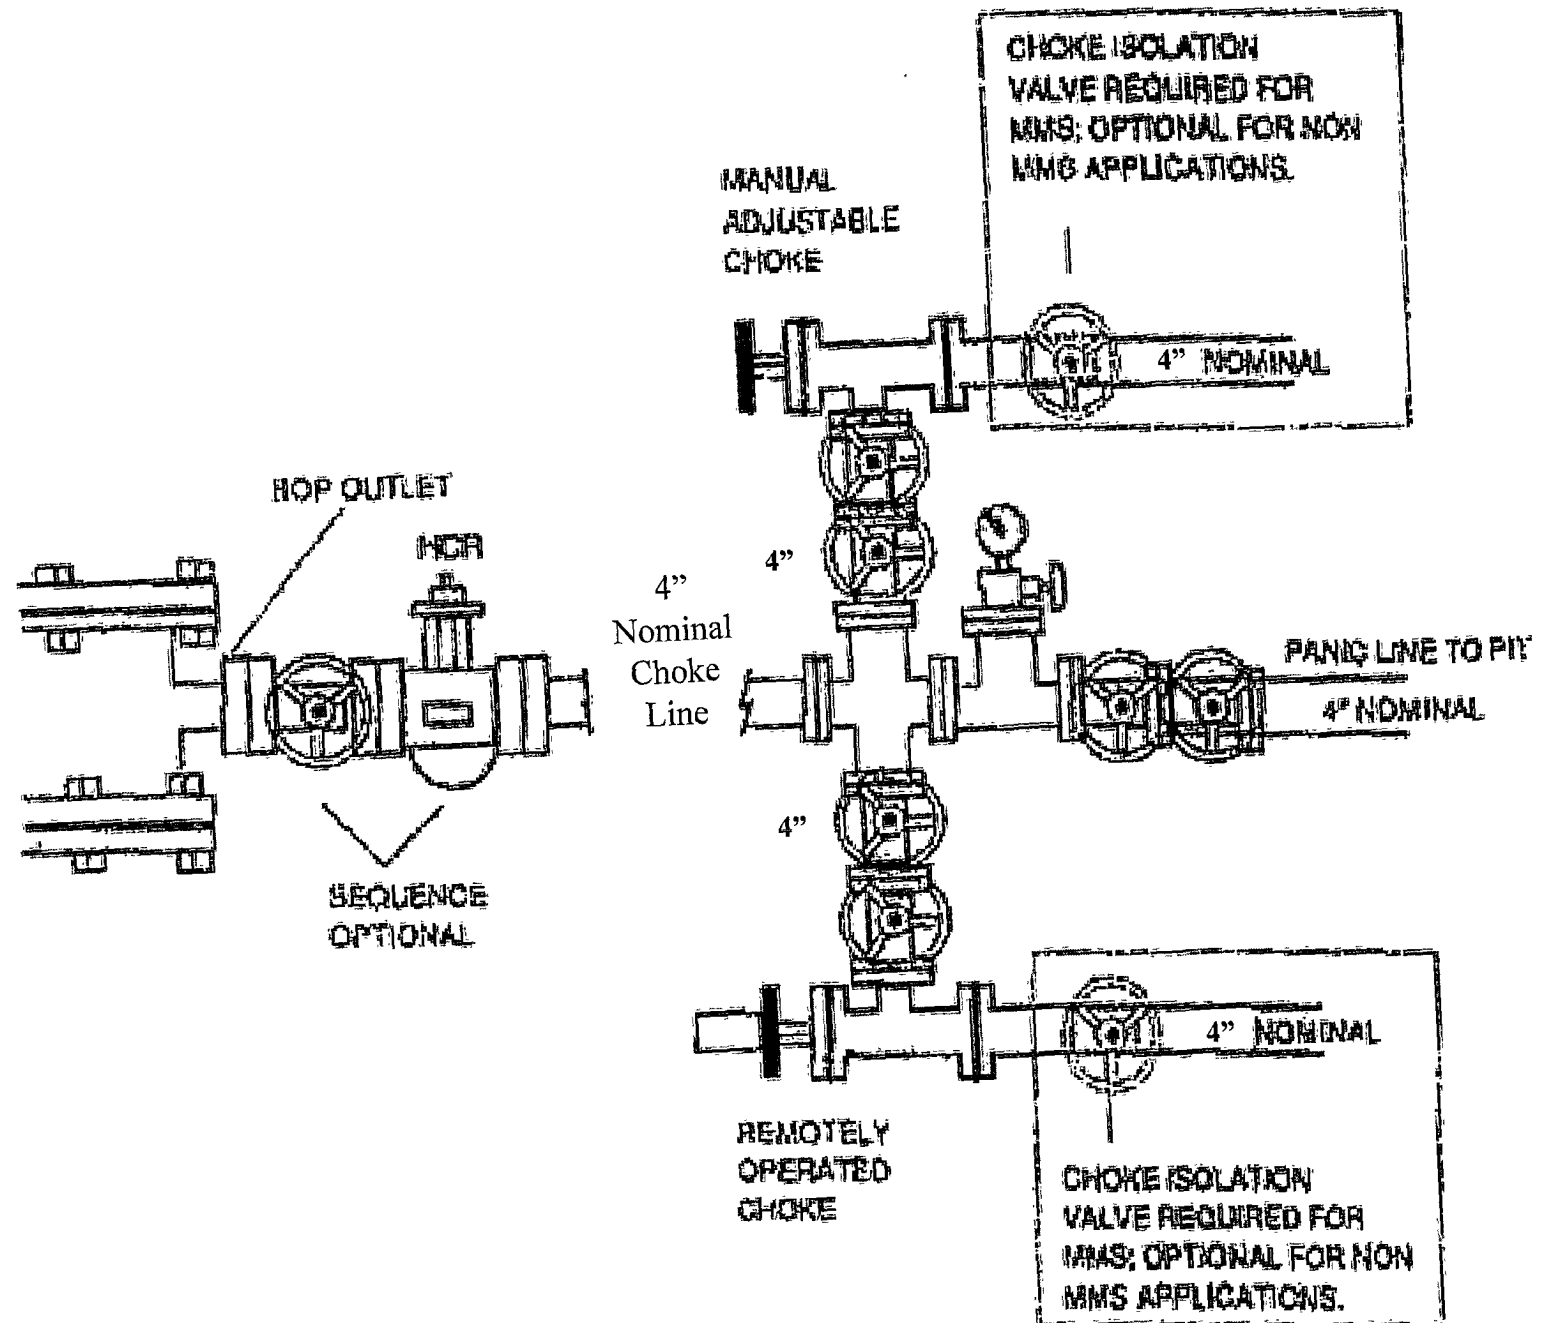 CHOKE ISOLATION
VALVE REQUIRED FOR
MMS; OPTIONAL FOR NON
MMS APPLICATIONS.
MANUAL
ADJUSTABLE
CHOKE
4” NOMINAL
BOP OUTLET
HCR
4”
4”
Nominal
Choke
Line
PANIC LINE TO PIT
4" NOMINAL
4”
SEQUENCE
OPTIONAL
4” NOMINAL
REMOTELY
OPERATED
CHOKE
CHOKE ISOLATION
VALVE REQUIRED FOR
MMS; OPTIONAL FOR NON
MMS APPLICATIONS.